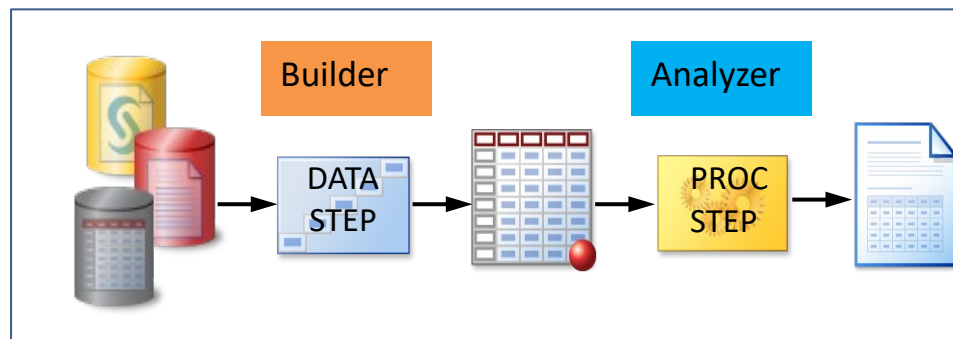 Builder
Analyzer
DATA
STEP
PROC
STEP